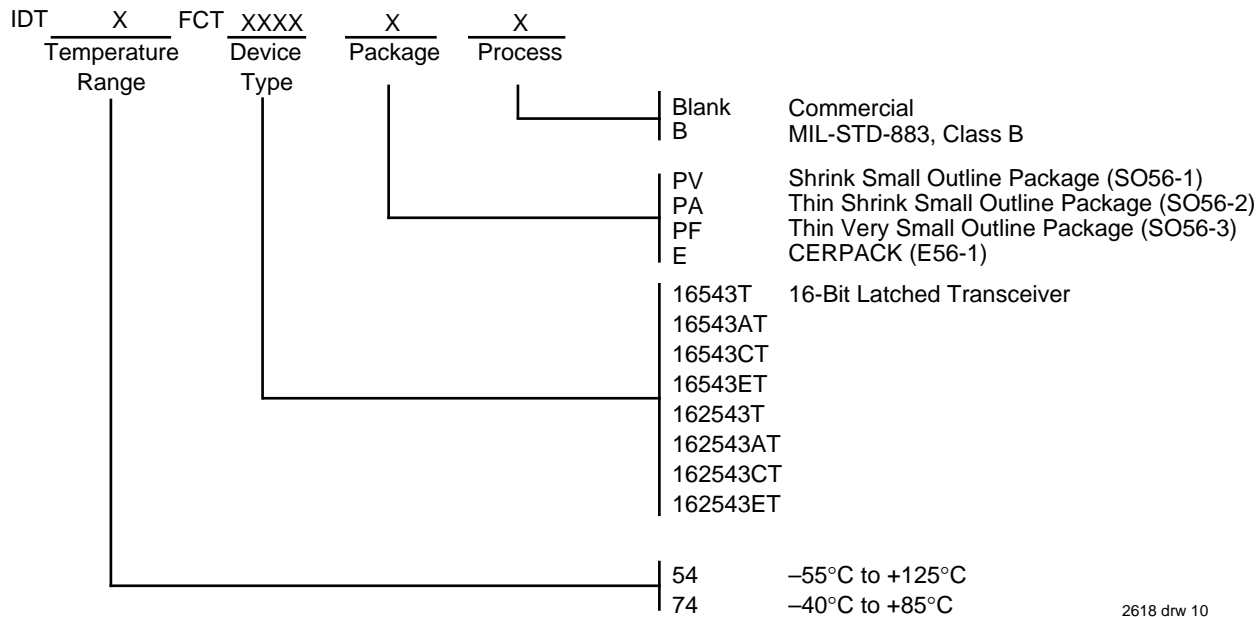 IDT X FCT XXXX X X
Temperature Range Device Type Package Process
Blank Commercial
B MIL-STD-883, Class B
PV Shrink Small Outline Package (SO56-1)
PA Thin Shrink Small Outline Package (SO56-2)
PF Thin Very Small Outline Package (SO56-3)
E CERPACK (E56-1)
16543T 16-Bit Latched Transceiver
16543AT
16543CT
16543ET
162543T
162543AT
162543CT
162543ET
54 –55°C to +125°C
74 –40°C to +85°C
2618 drw 10